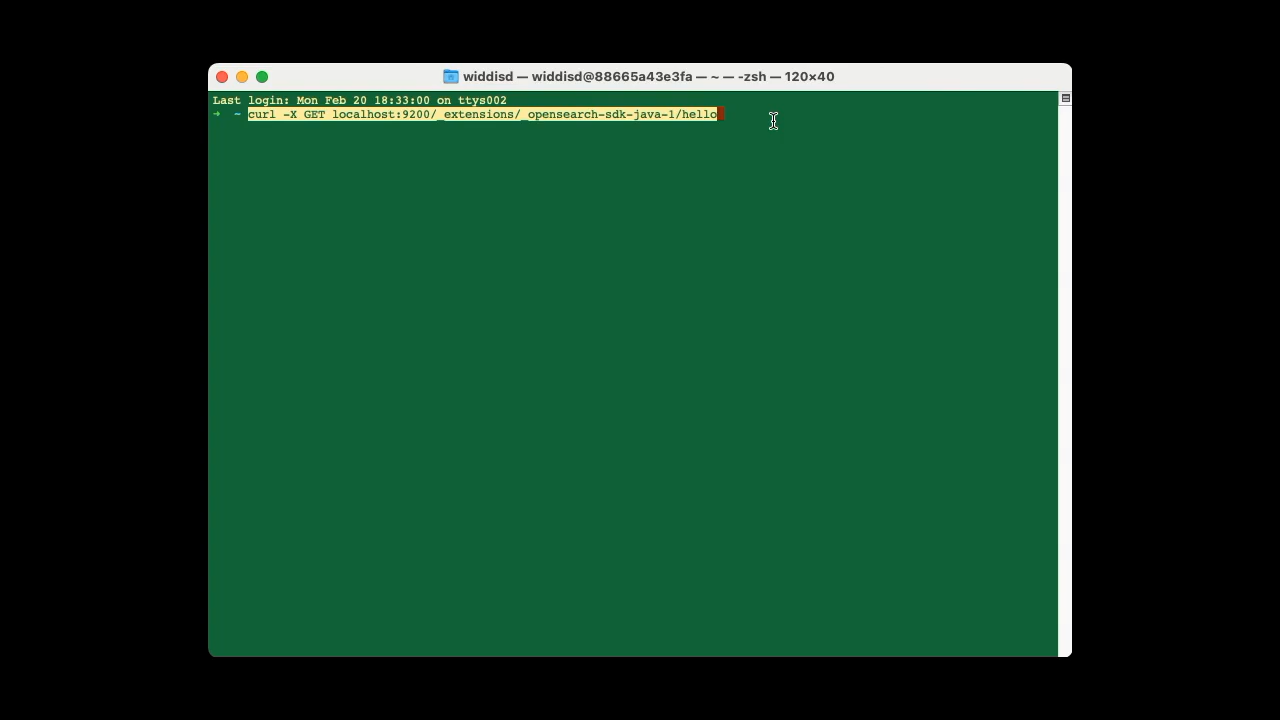 widdisd — widdisd@88665a43e3fa — ~ — -zsh — 120×40
Last login: Mon Feb 20 18:33:00 on ttys002
➜  ~ curl -X GET localhost:9200/_extensions/_opensearch-sdk-java-1/hello